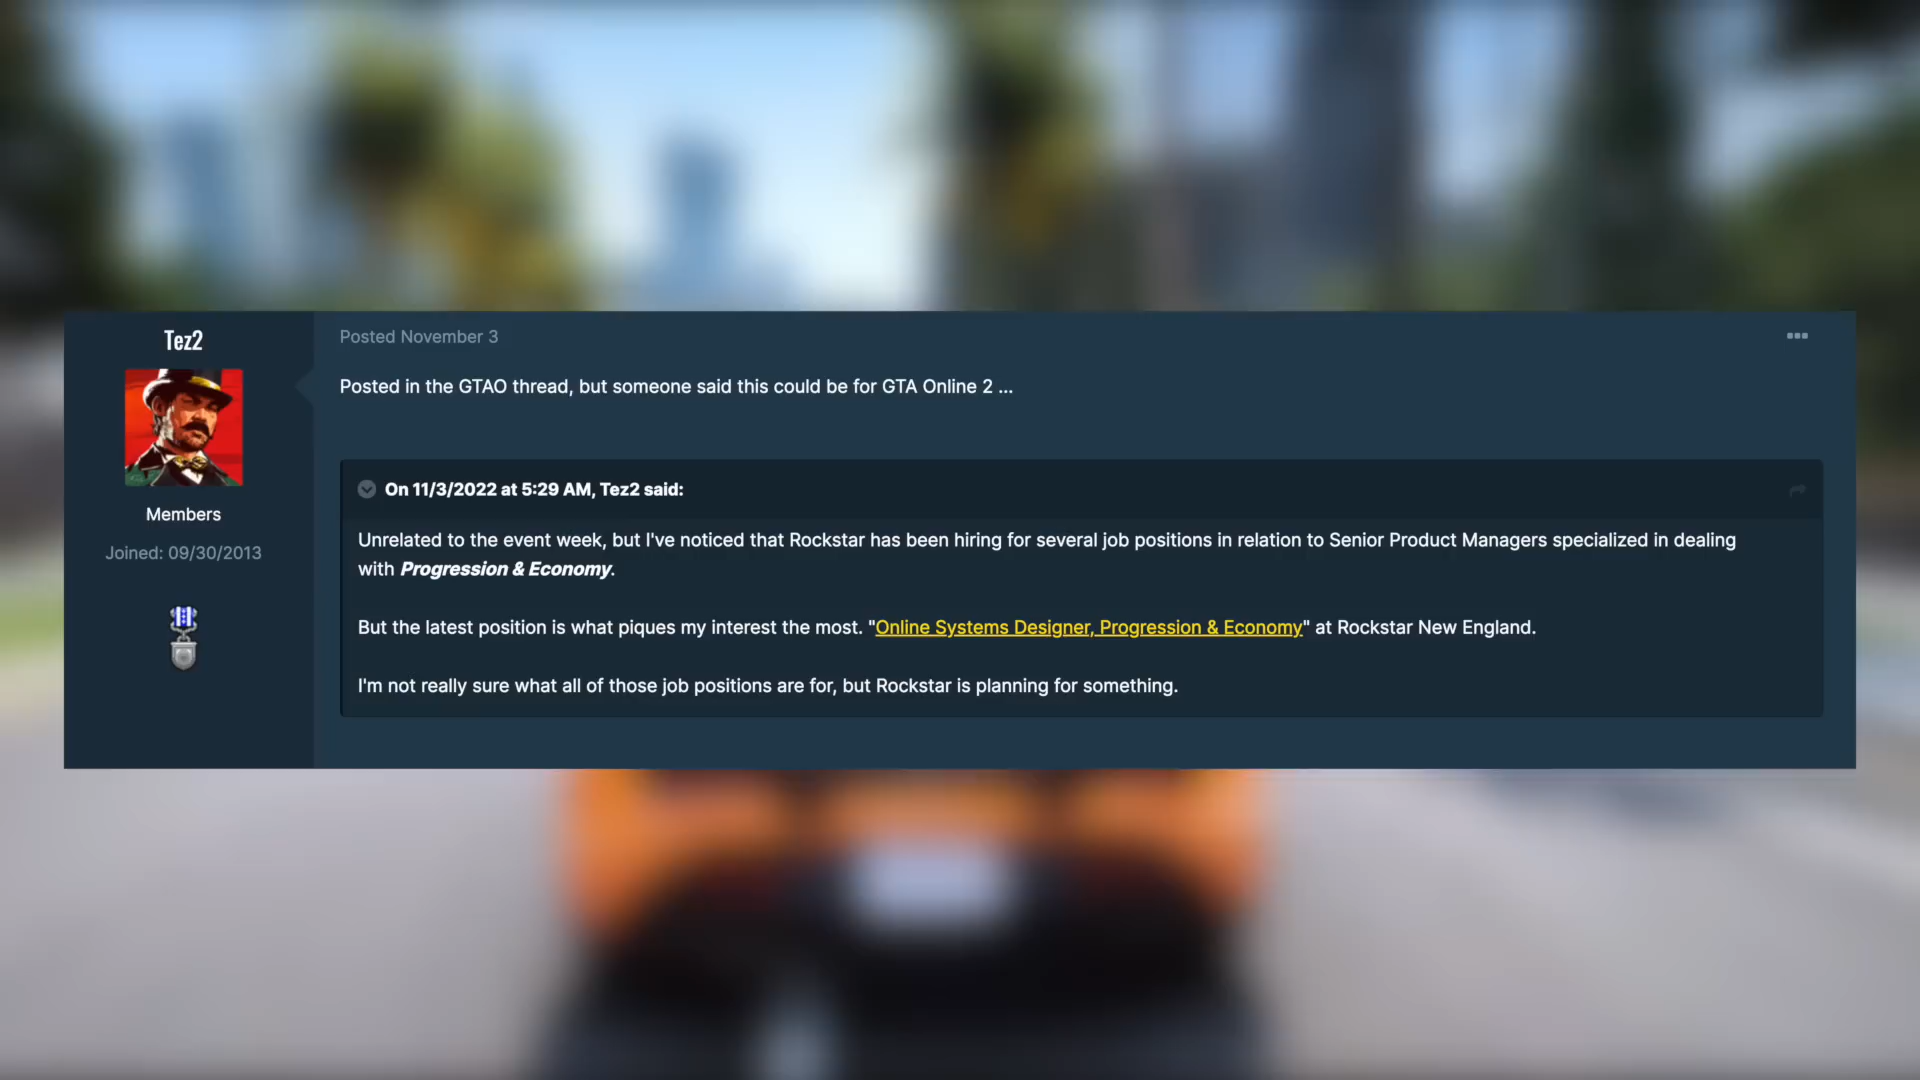 Tez2
Members
Joined: 09/30/2013
Posted November 3
Posted in the GTAO thread, but someone said this could be for GTA Online 2 ...
On 11/3/2022 at 5:29 AM, Tez2 said:
Unrelated to the event week, but I've noticed that Rockstar has been hiring for several job positions in relation to Senior Product Managers specialized in dealing
with Progression & Economy.
But the latest position is what piques my interest the most. "Online Systems Designer, Progression & Economy" at Rockstar New England.
I'm not really sure what all of those job positions are for, but Rockstar is planning for something.